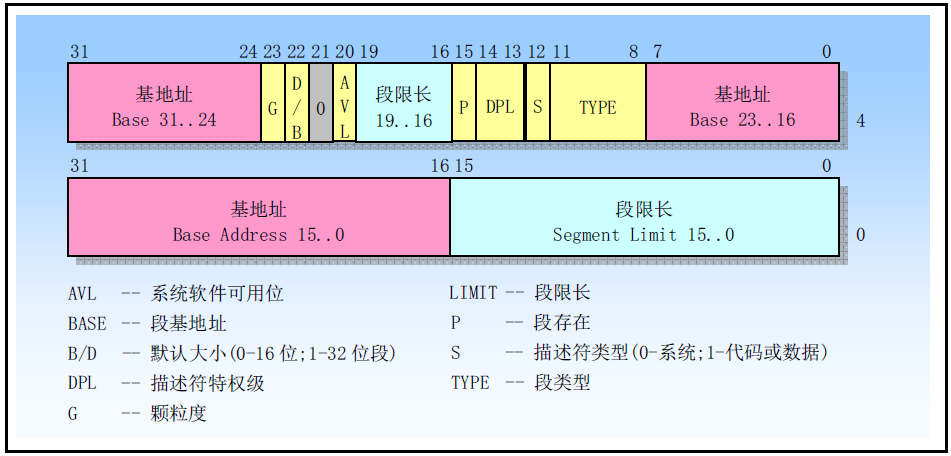 31 24 23 22 21 20 19 16 15 14 13 12 11 8 7 0
基地址
Base 31..24
G
D
/
B
0
A
V
L
段限长
19..16
P
DPL
S
TYPE
基地址
Base 23..16
4
31 16 15 0
基地址
Base Address 15..0
段限长
Segment Limit 15..0
0
AVL -- 系统软件可用位
BASE -- 段基地址
B/D -- 默认大小(0-16位;1-32位段)
DPL -- 描述符特权级
G -- 颗粒度
LIMIT -- 段限长
P -- 段存在
S -- 描述符类型(0-系统;1-代码或数据)
TYPE -- 段类型